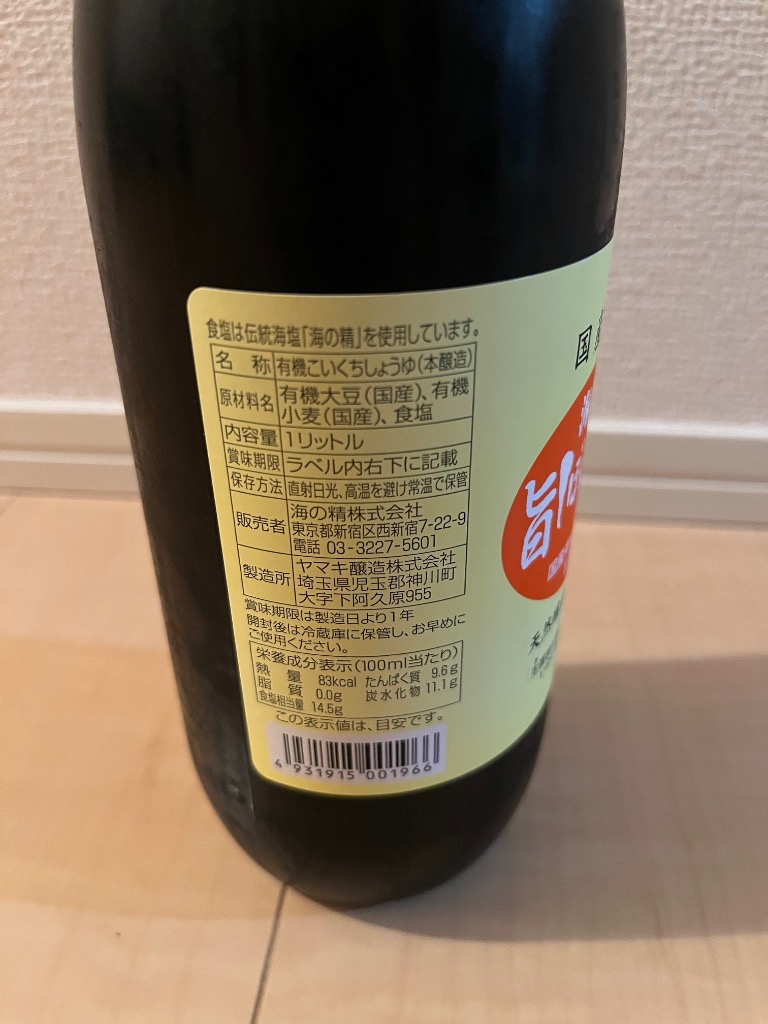 食塩は伝統海塩「海の精」を使用しています。
名 称 有機こいくちしょうゆ(本醸造)
原材料名 有機大豆(国産)、有機
小麦(国産)、食塩
内容量 1リットル
賞味期限 ラベル内右下に記載
保存方法 直射日光、高温を避け常温で保管
販売者 海の精株式会社
東京都新宿区西新宿7-22-9
電話 03-3227-5601
製造所 ヤマキ醸造株式会社
埼玉県児玉郡神川町
大字下阿久原955
賞味期限は製造日より1年
開封後は冷蔵庫に保管し、お早めに
ご使用ください。
栄養成分表示(100ml当たり)
熱 量 83kcal たんぱく質 9.6g
脂 質 0.0g 炭水化物 11.1g
食塩相当量 14.5g
この表示値は、目安です。
4 931915 001966
国
旨